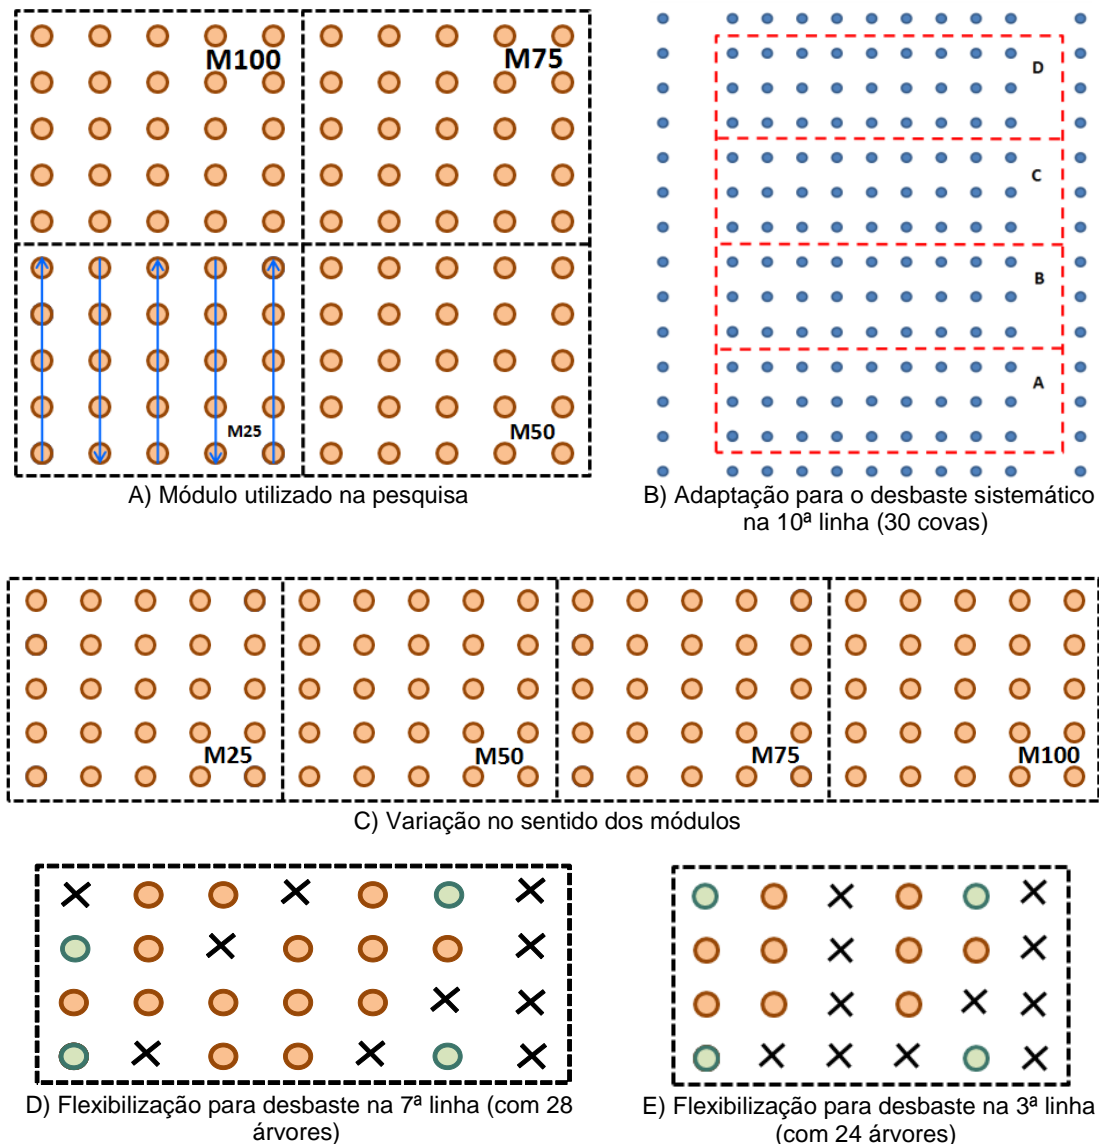 M100
M75
M25
M50
A) Módulo utilizado na pesquisa
D
C
B
A
B) Adaptação para o desbaste sistemático
na 10ª linha (30 covas)
M25
M50
M75
M100
C) Variação no sentido dos módulos
D) Flexibilização para desbaste na 7ª linha (com 28
árvores)
E) Flexibilização para desbaste na 3ª linha
(com 24 árvores)